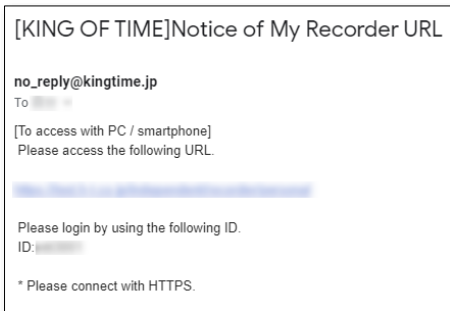 [KING OF TIME]Notice of My Recorder URL
no_reply@kingtime.jp
To
[To access with PC / smartphone]
Please access the following URL.
Please login by using the following ID.
ID:
* Please connect with HTTPS.